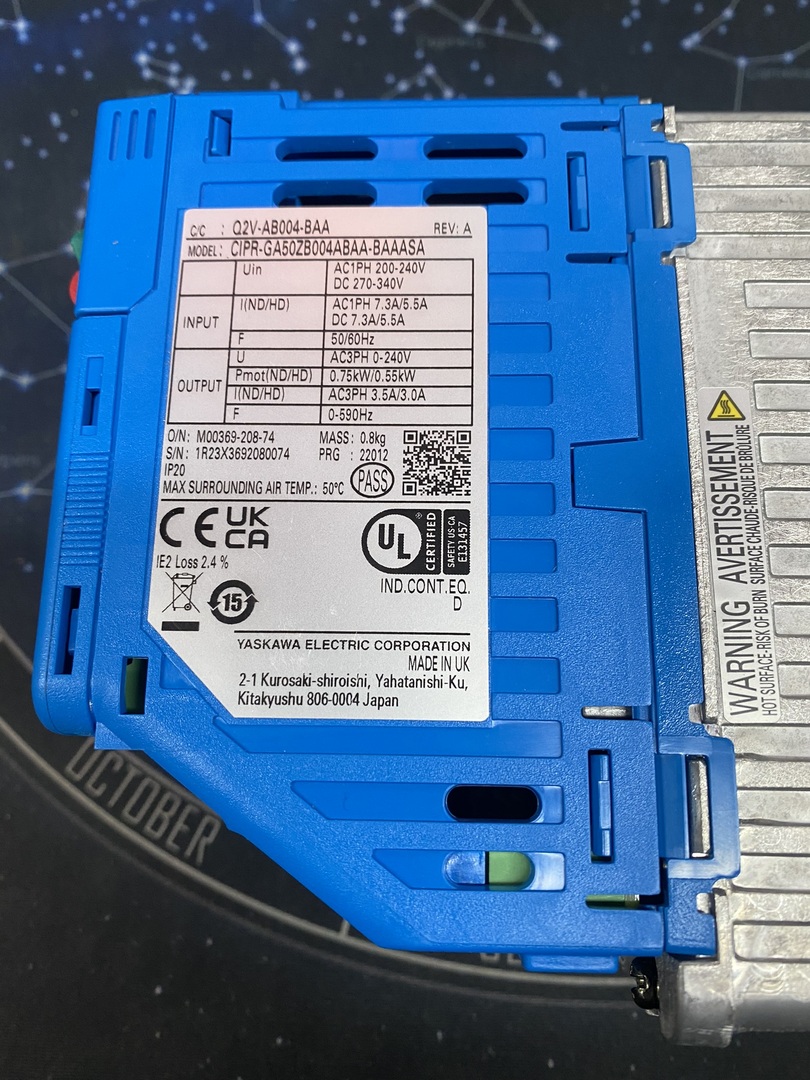 C/C : Q2V-AB004-BAA REV: A
MODEL: CIPR-GA50ZB004ABAA-BAAASA
INPUT
Uin AC1PH 200-240V
DC 270-340V
I(ND/HD) AC1PH 7.3A/5.5A
DC 7.3A/5.5A
F 50/60Hz
OUTPUT
U AC3PH 0-240V
Pmot(ND/HD) 0.75kW/0.55kW
I(ND/HD) AC3PH 3.5A/3.0A
F 0-590Hz
O/N: M00369-208-74 MASS: 0.8kg
S/N: 1R23X3692080074 PRG : 22012
IP20
MAX SURROUNDING AIR TEMP.: 50°C PASS
CE UK
CA
UL ® CERTIFIED SAFETY US CA
E131457
IE2 Loss 2.4 %
IND.CONT.EQ.
D
15
YASKAWA ELECTRIC CORPORATION
MADE IN UK
2-1 Kurosaki-shiroishi, Yahatanishi-Ku,
Kitakyushu 806-0004 Japan
WARNING AVERTISSEMENT
HOT SURFACE-RISK OF BURN SURFACE CHAUDE-RISQUE DE BRÛLURE
OCTOBER